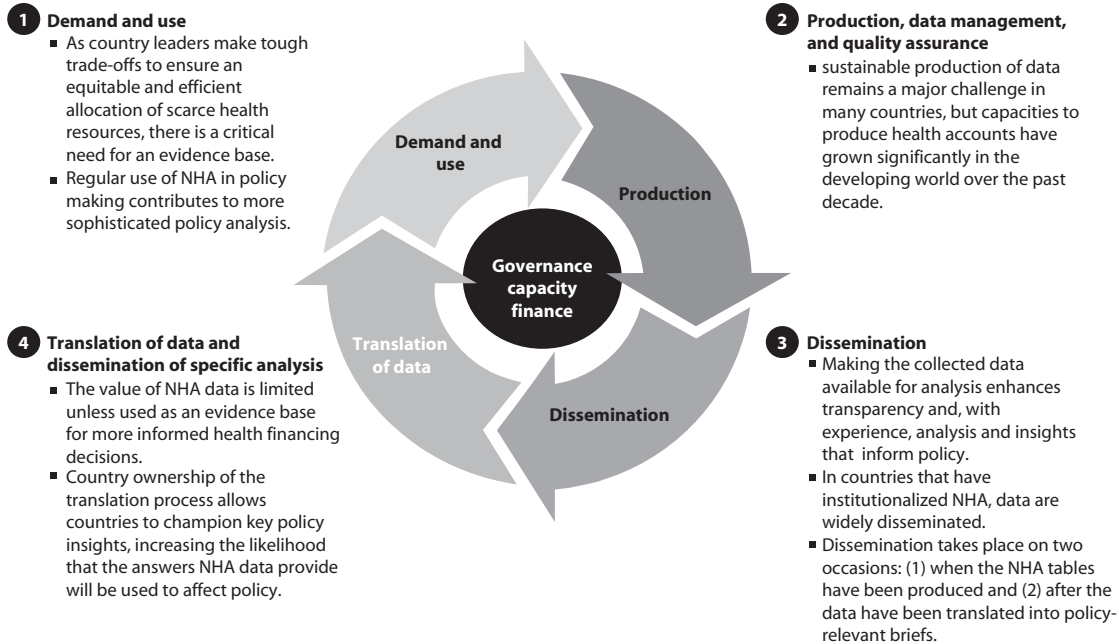 1 Demand and use
▪ As country leaders make tough
trade-offs to ensure an
equitable and efficient
allocation of scarce health
resources, there is a critical
need for an evidence base.
▪ Regular use of NHA in policy
making contributes to more
sophisticated policy analysis.
2 Production, data management,
and quality assurance
▪ sustainable production of data
remains a major challenge in
many countries, but capacities to
produce health accounts have
grown significantly in the
developing world over the past
decade.
Demand and
use
Production
Governance
capacity
finance
Translation
of data
Dissemination
4 Translation of data and
dissemination of specific analysis
▪ The value of NHA data is limited
unless used as an evidence base
for more informed health financing
decisions.
▪ Country ownership of the
translation process allows
countries to champion key policy
insights, increasing the likelihood
that the answers NHA data provide
will be used to affect policy.
3 Dissemination
▪ Making the collected data
available for analysis enhances
transparency and, with
experience, analysis and insights
that inform policy.
▪ In countries that have
institutionalized NHA, data are
widely disseminated.
▪ Dissemination takes place on two
occasions: (1) when the NHA tables
have been produced and (2) after the
data have been translated into policy-
relevant briefs.